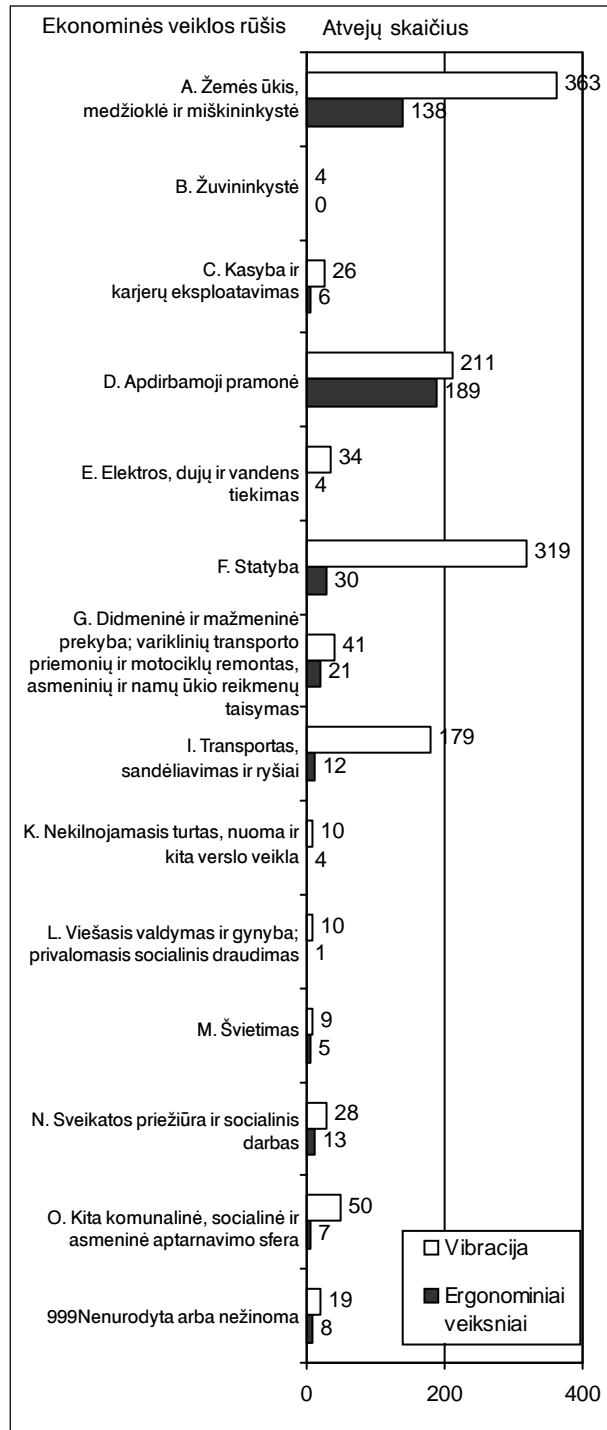 Ekonominės veiklos rūšis
Atvejų skaičius
A. Žemės ūkis,
medžioklė ir miškininkystė
363
138
B. Žuvininkystė
4
0
C. Kasyba ir
karjerų eksploatavimas
26
6
D. Apdirbamoji pramonė
211
189
E. Elektros, dujų ir vandens
tiekimas
34
4
F. Statyba
319
30
G. Didmeninė ir mažmeninė
prekyba; variklinių transporto
priemonių ir motociklų remontas,
asmeninių ir namų ūkio reikmenų
taisymas
41
21
I. Transportas,
sandėliavimas ir ryšiai
179
12
K. Nekilnojamasis turtas, nuoma ir
kita verslo veikla
10
4
L. Viešasis valdymas ir gynyba;
privalomasis socialinis draudimas
10
1
M. Švietimas
9
5
N. Sveikatos priežiūra ir socialinis
darbas
28
13
O. Kita komunalinė, socialinė ir
asmeninė aptarnavimo sfera
50
7
999Nenurodyta arba nežinoma
19
8
Vibracija
Ergonominiai
veiksniai
0 200 400